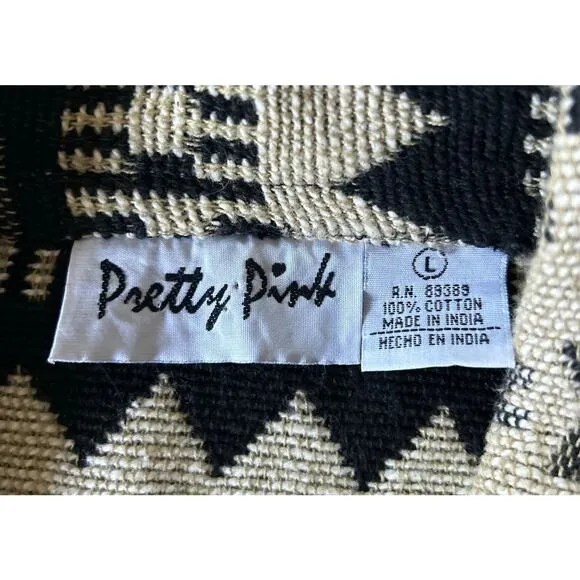 Pretty Pink
L
R.N. 89389
100% COTTON
MADE IN INDIA
HECHO EN INDIA